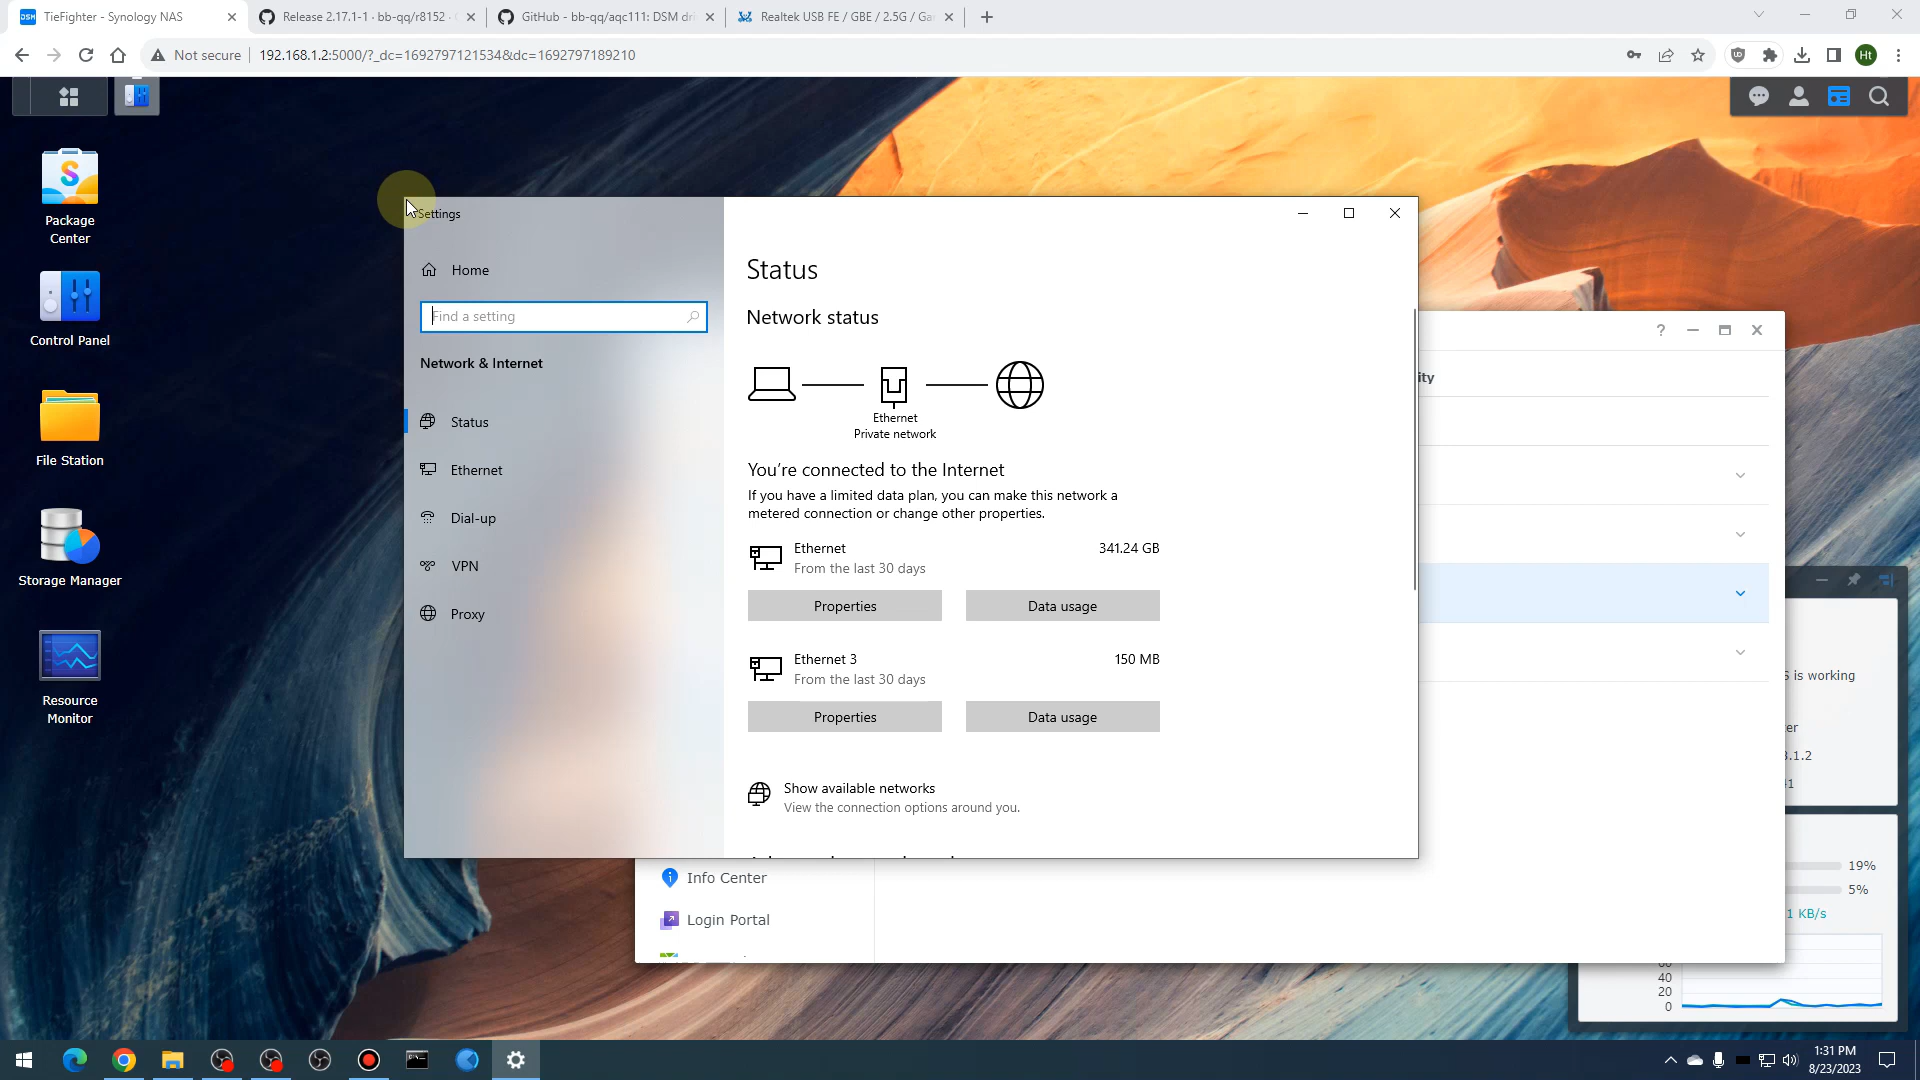 TieFighter - Synology NAS
Release 2.17.1-1 · bb-qq/r8152 ·
GitHub - bb-qq/aqc111: DSM dri
Realtek USB FE / GBE / 2.5G / Ga
Not secure
192.168.1.2:5000/?_dc=1692797121534&dc=1692797189210
Ht
Package
Center
Control Panel
File Station
Storage Manager
Resource
Monitor
Settings
Home
Find a setting
Network & Internet
Status
Ethernet
Dial-up
VPN
Proxy
Status
Network status
Ethernet
Private network
You're connected to the Internet
If you have a limited data plan, you can make this network a
metered connection or change other properties.
Ethernet
341.24 GB
From the last 30 days
Properties
Data usage
Ethernet 3
150 MB
From the last 30 days
Properties
Data usage
Show available networks
View the connection options around you.
?
ity
Info Center
Login Portal
is working
er
.1.2
19%
5%
1 KB/s
40
20
0
1:31 PM
8/23/2023